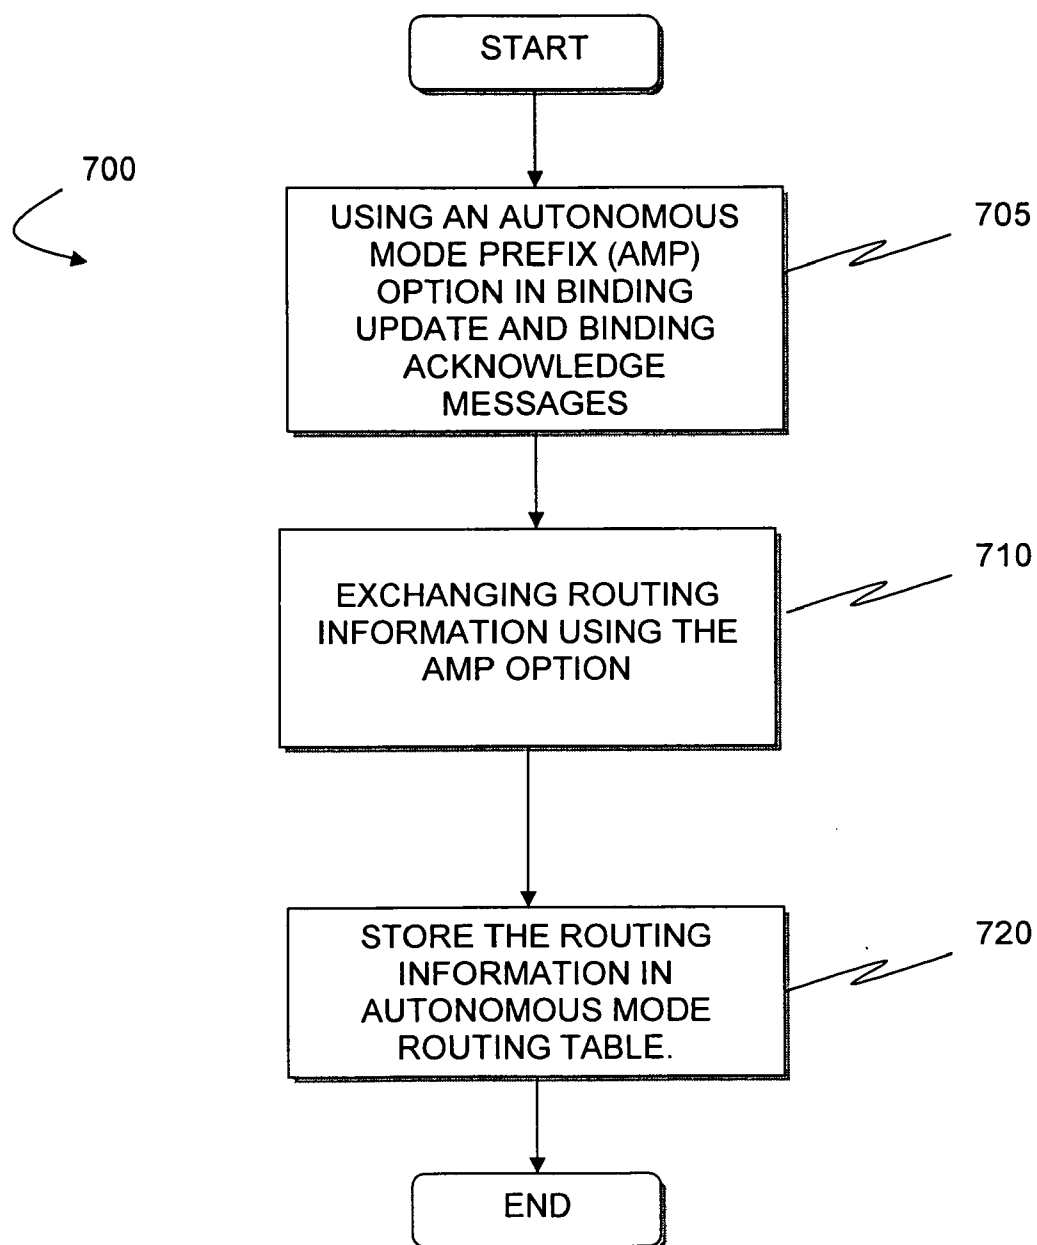 START
700
USING AN AUTONOMOUS
MODE PREFIX (AMP)
OPTION IN BINDING
UPDATE AND BINDING
ACKNOWLEDGE
MESSAGES
705
EXCHANGING ROUTING
INFORMATION USING THE
AMP OPTION
710
STORE THE ROUTING
INFORMATION IN
AUTONOMOUS MODE
ROUTING TABLE.
720
END